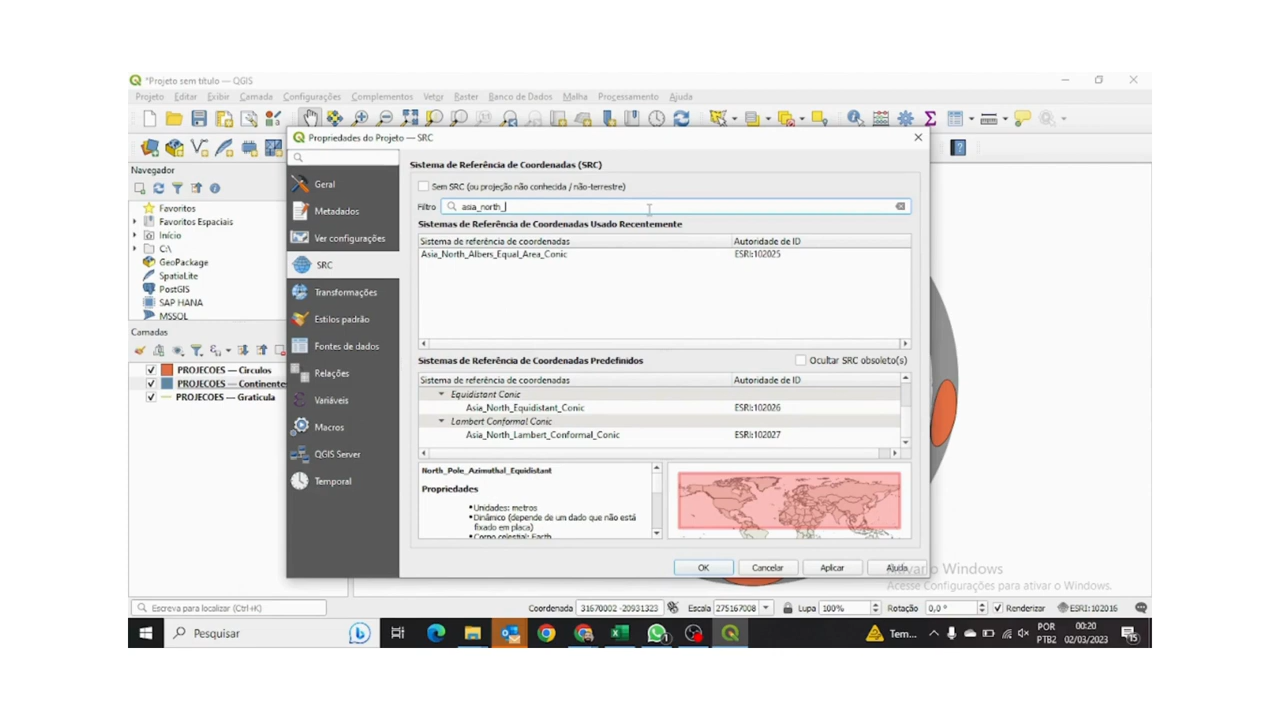 *Projeto sem título — QGIS
Projeto Editar Exibir Camada Configurações Complementos Vetor Raster Banco de Dados Malha Processamento Ajuda
Propriedades do Projeto — SRC
Navegador
Favoritos
Favoritos Espaciais
Início
C:\
GeoPackage
SpatiaLite
PostGIS
SAP HANA
MSSQL
Camadas
PROJECOES — Circulos
PROJECOES — Continentes
PROJECOES — Graticula
Geral
Metadados
Ver configurações
SRC
Transformações
Estilos padrão
Fontes de dados
Relações
Variáveis
Macros
QGIS Server
Temporal
Sistema de Referência de Coordenadas (SRC)
Sem SRC (ou projeção não conhecida / não-terrestre)
Filtro asia_north_
Sistemas de Referência de Coordenadas Usado Recentemente
Sistema de referência de coordenadas Autoridade de ID
Asia_North_Albers_Equal_Area_Conic ESRI:102025
Sistemas de Referência de Coordenadas Predefinidos Ocultar SRC obsoleto(s)
Sistema de referência de coordenadas Autoridade de ID
Equidistant Conic
Asia_North_Equidistant_Conic ESRI:102026
Lambert Conformal Conic
Asia_North_Lambert_Conformal_Conic ESRI:102027
North_Pole_Azimuthal_Equidistant
Propriedades
•Unidades: metros
•Dinâmico (depende de um dado que não está
fixado em placa)
•Corpo celestial: Earth
OK Cancelar Aplicar Ajuda
Windows
Acesse Configurações para ativar o Windows.
Escreva para localizar (Ctrl+K) Coordenada 31670002 -20931323 Escala 275167008 Lupa 100% Rotação 0,0 ° Renderizar ESRI:102016
Pesquisar Tem... POR 00:20
PTB2 02/03/2023 15